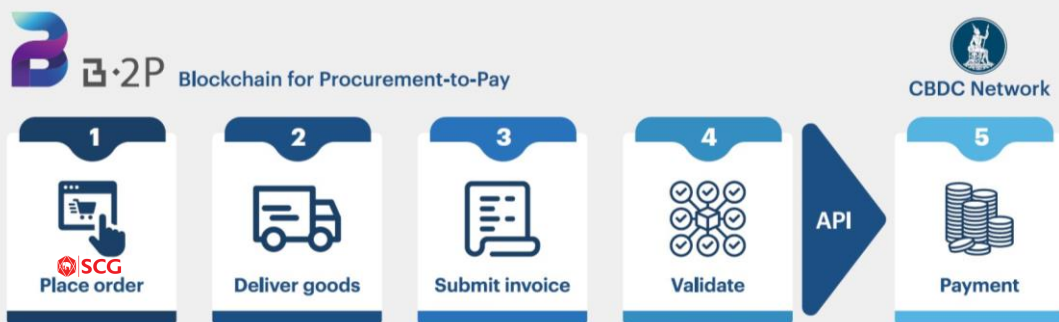 B·2P Blockchain for Procurement-to-Pay
CBDC Network
1
2
3
4
5
API
SCG
Place order
Deliver goods
Submit invoice
Validate
Payment